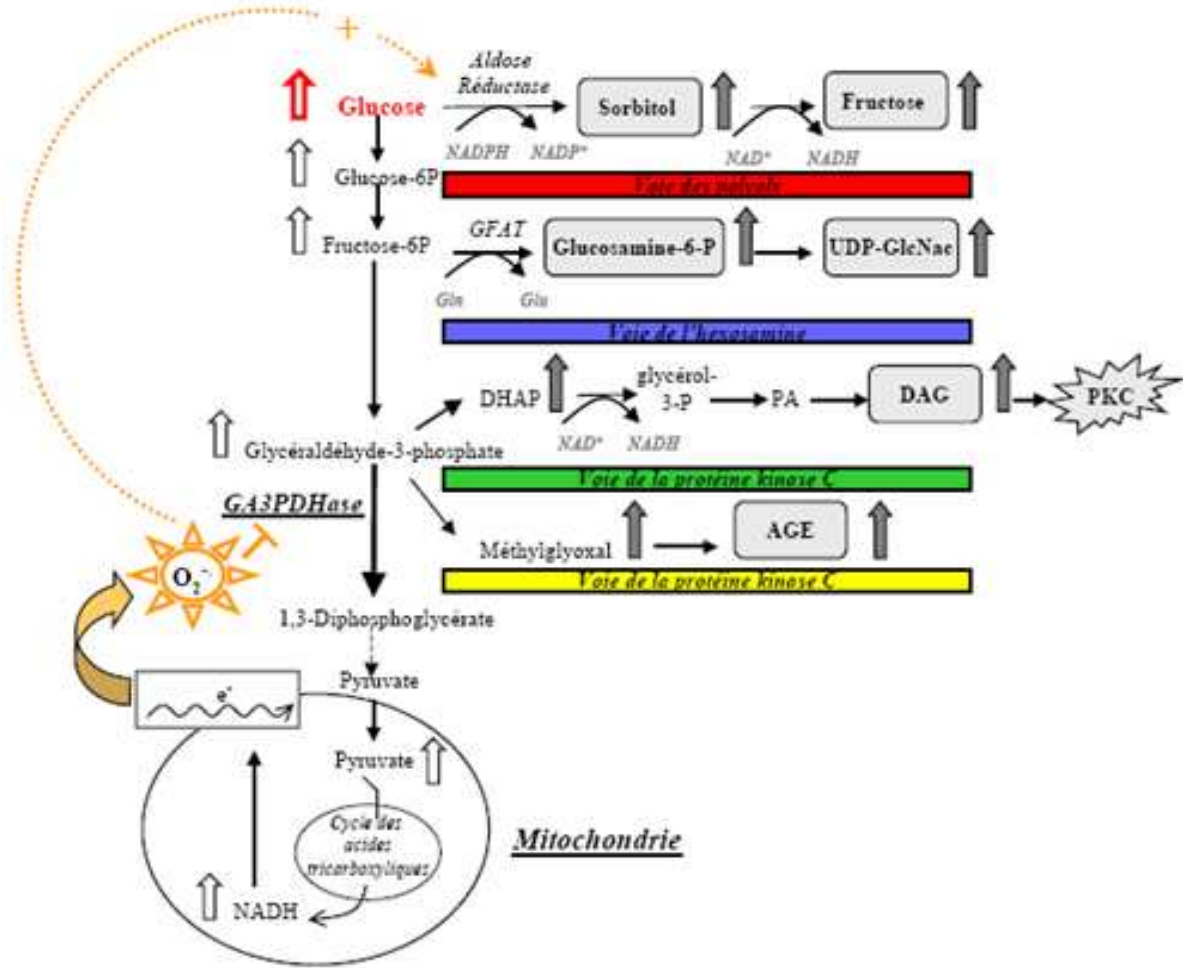 +
Aldose
Réductase
Glucose
Sorbitol
Fructose
NADPH
NADP⁺
NAD⁺
NADH
Glucose-6P
Voie des polyols
Fructose-6P
GFAT
Glucosamine-6-P
UDP-GlcNac
Gln
Glu
Voie de l'hexosamine
DHAP
glycérol-
3-P
PA
DAG
PKC
NAD⁺
NADH
Glycéraldéhyde-3-phosphate
Voie de la protéine kinase C
GA3PDHase
Méthylglyoxal
AGE
Voie de la protéine kinase C
O₂·⁻
1,3-Diphosphoglycérate
Pyruvate
e⁻
Pyruvate
Cycle des
acides
tricarboxyliques
Mitochondrie
NADH